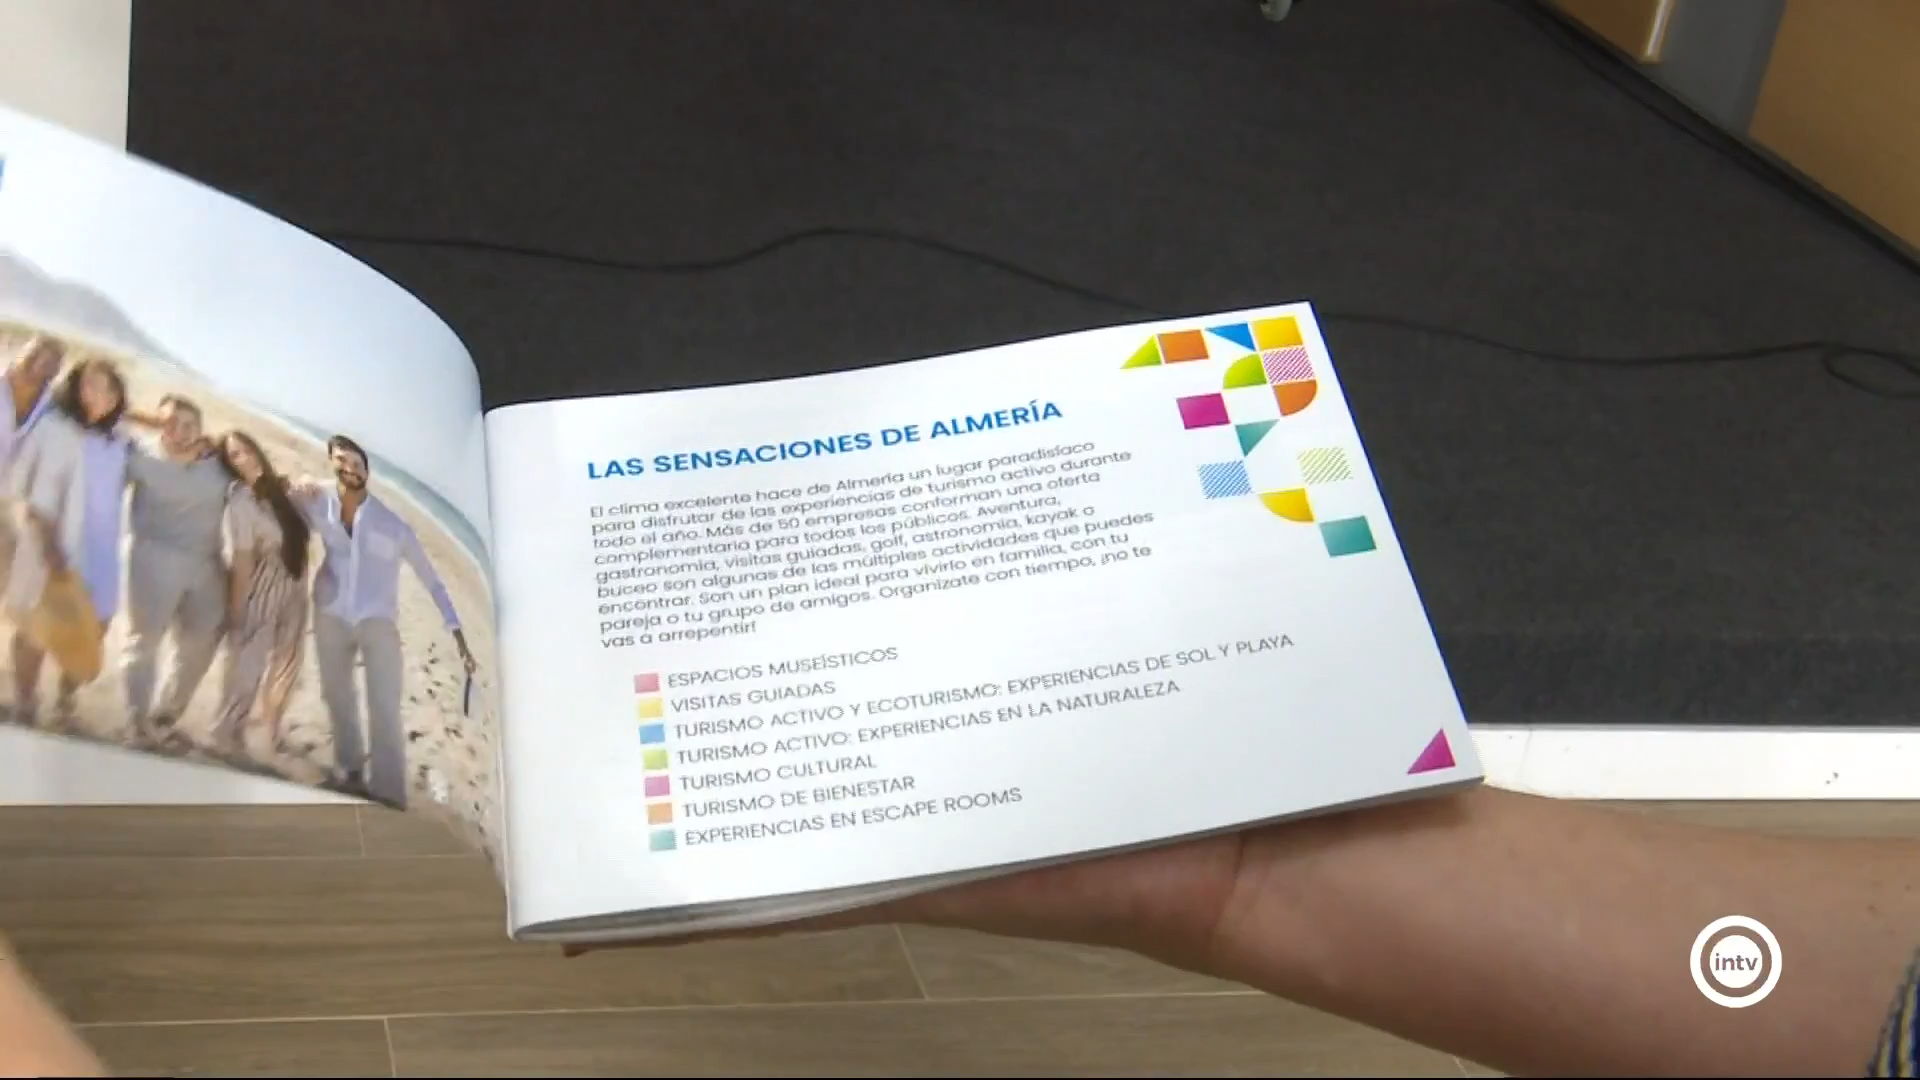 LAS SENSACIONES DE ALMERÍA
El clima excelente hace de Almería un lugar paradisíaco
para disfrutar de las experiencias de turismo activo durante
todo el año. Más de 50 empresas conforman una oferta
complementaria para todos los públicos. Aventura,
gastronomía, visitas guiadas, golf, astronomía, kayak o
buceo son algunas de las múltiples actividades que puedes
encontrar. Son un plan ideal para vivirlo en familia, con tu
pareja o tu grupo de amigos. Organízate con tiempo, ¡no te
vas a arrepentir!
ESPACIOS MUSEÍSTICOS
VISITAS GUIADAS
TURISMO ACTIVO Y ECOTURISMO: EXPERIENCIAS DE SOL Y PLAYA
TURISMO ACTIVO: EXPERIENCIAS EN LA NATURALEZA
TURISMO CULTURAL
TURISMO DE BIENESTAR
EXPERIENCIAS EN ESCAPE ROOMS
intv